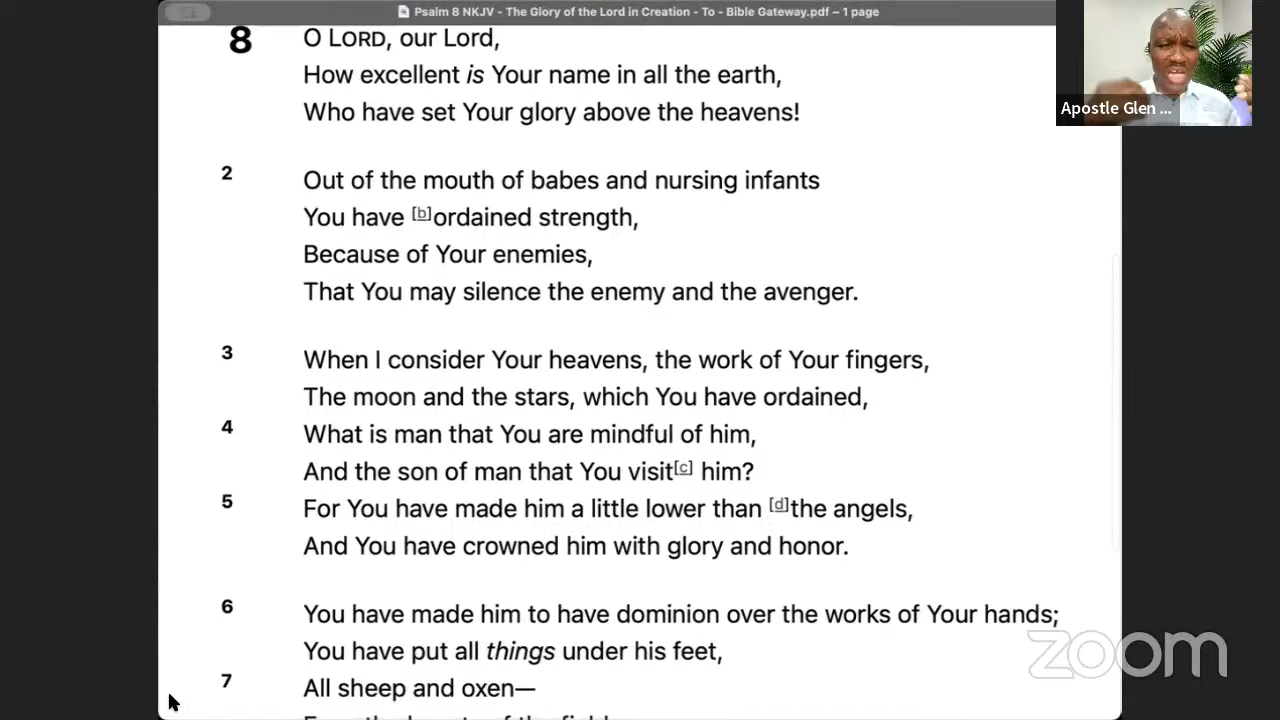 Psalm 8 NKJV - The Glory of the Lord in Creation - To - Bible Gateway.pdf – 1 page
Apostle Glen ...
8 O LORD, our Lord,
How excellent is Your name in all the earth,
Who have set Your glory above the heavens!
2 Out of the mouth of babes and nursing infants
You have [b]ordained strength,
Because of Your enemies,
That You may silence the enemy and the avenger.
3 When I consider Your heavens, the work of Your fingers,
The moon and the stars, which You have ordained,
4 What is man that You are mindful of him,
And the son of man that You visit[c] him?
5 For You have made him a little lower than [d]the angels,
And You have crowned him with glory and honor.
6 You have made him to have dominion over the works of Your hands;
You have put all things under his feet,
7 All sheep and oxen—
zoom